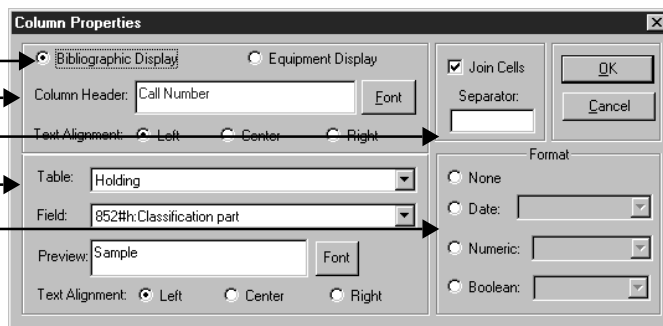 Column Properties
Bibliographic Display Equipment Display
Column Header: Call Number Font
Text Alignment: Left Center Right
Join Cells
Separator:
OK
Cancel
Table: Holding
Field: 852#h:Classification part
Preview: Sample Font
Text Alignment: Left Center Right
Format
None
Date:
Numeric:
Boolean: